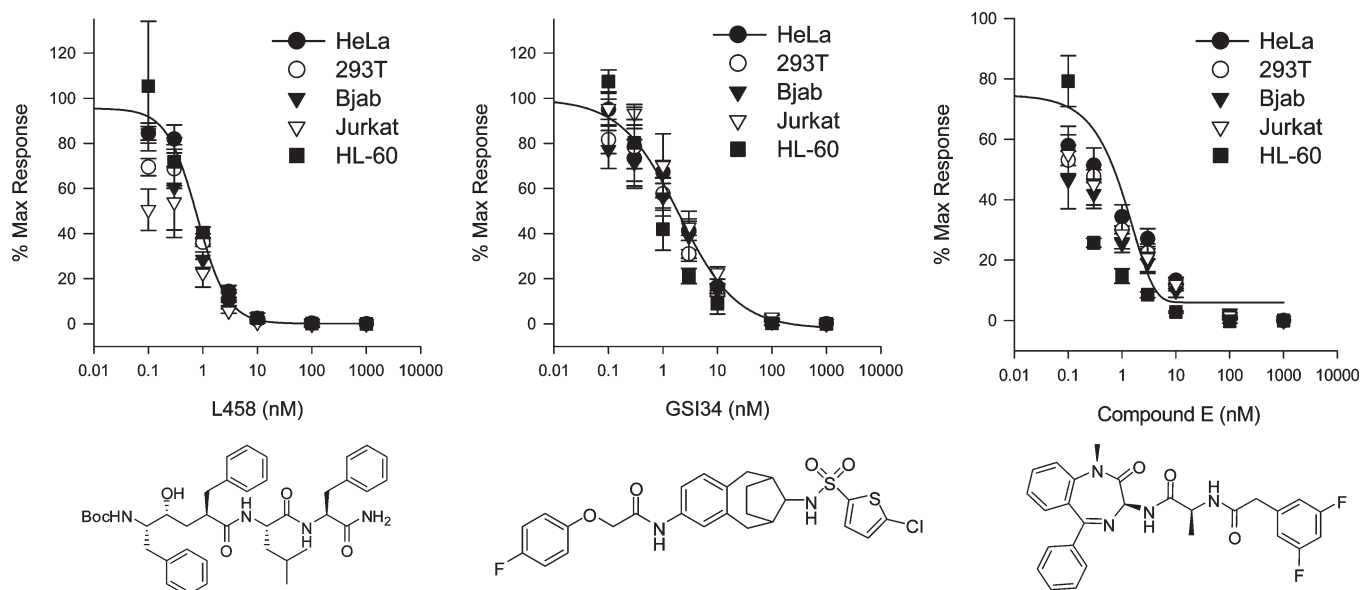 % Max Response
120
100
80
60
40
20
0
0.01 0.1 1 10 100 1000 10000
L458 (nM)
HeLa
293T
Bjab
Jurkat
HL-60
% Max Response
120
100
80
60
40
20
0
0.01 0.1 1 10 100 1000 10000
GSI34 (nM)
HeLa
293T
Bjab
Jurkat
HL-60
% Max Response
100
80
60
40
20
0
0.01 0.1 1 10 100 1000 10000
Compound E (nM)
HeLa
293T
Bjab
Jurkat
HL-60
BocHN
OH
O
H
N
O
N
H
O
NH2
F
O
O
N
H
N
H
S
O O
S
Cl
N
O
N
H
N
O
H
N
O
F
F